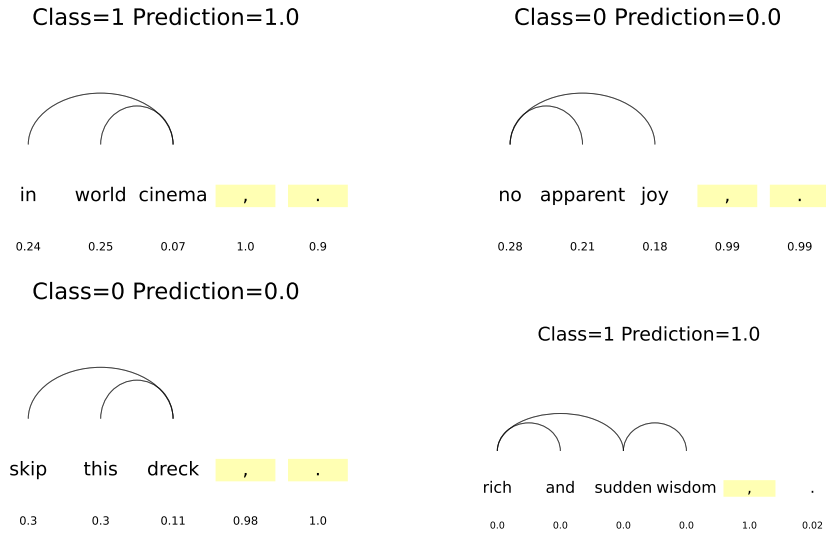 Class=1 Prediction=1.0
in world cinema , .
0.24 0.25 0.07 1.0 0.9
Class=0 Prediction=0.0
no apparent joy , .
0.28 0.21 0.18 0.99 0.99
Class=0 Prediction=0.0
skip this dreck , .
0.3 0.3 0.11 0.98 1.0
Class=1 Prediction=1.0
rich and sudden wisdom , .
0.0 0.0 0.0 0.0 1.0 0.02